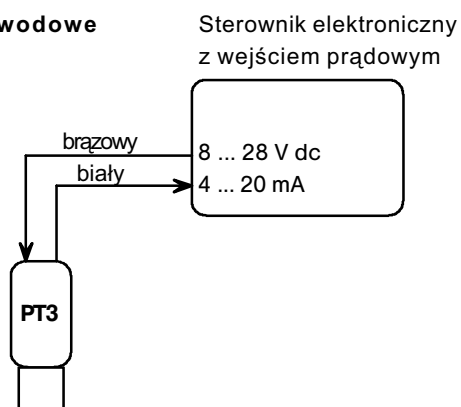 wodowe
Sterownik elektroniczny
z wejściem prądowym
brązowy
8 ... 28 V dc
biały
4 ... 20 mA
PT3